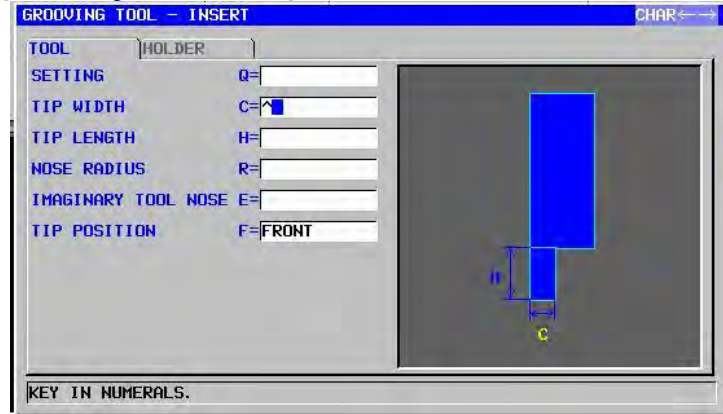 GROOVING TOOL - INSERT CHAR←→
TOOL HOLDER
SETTING Q=
TIP WIDTH C=^
TIP LENGTH H=
NOSE RADIUS R=
IMAGINARY TOOL NOSE E=
TIP POSITION F=FRONT
H
C
KEY IN NUMERALS.